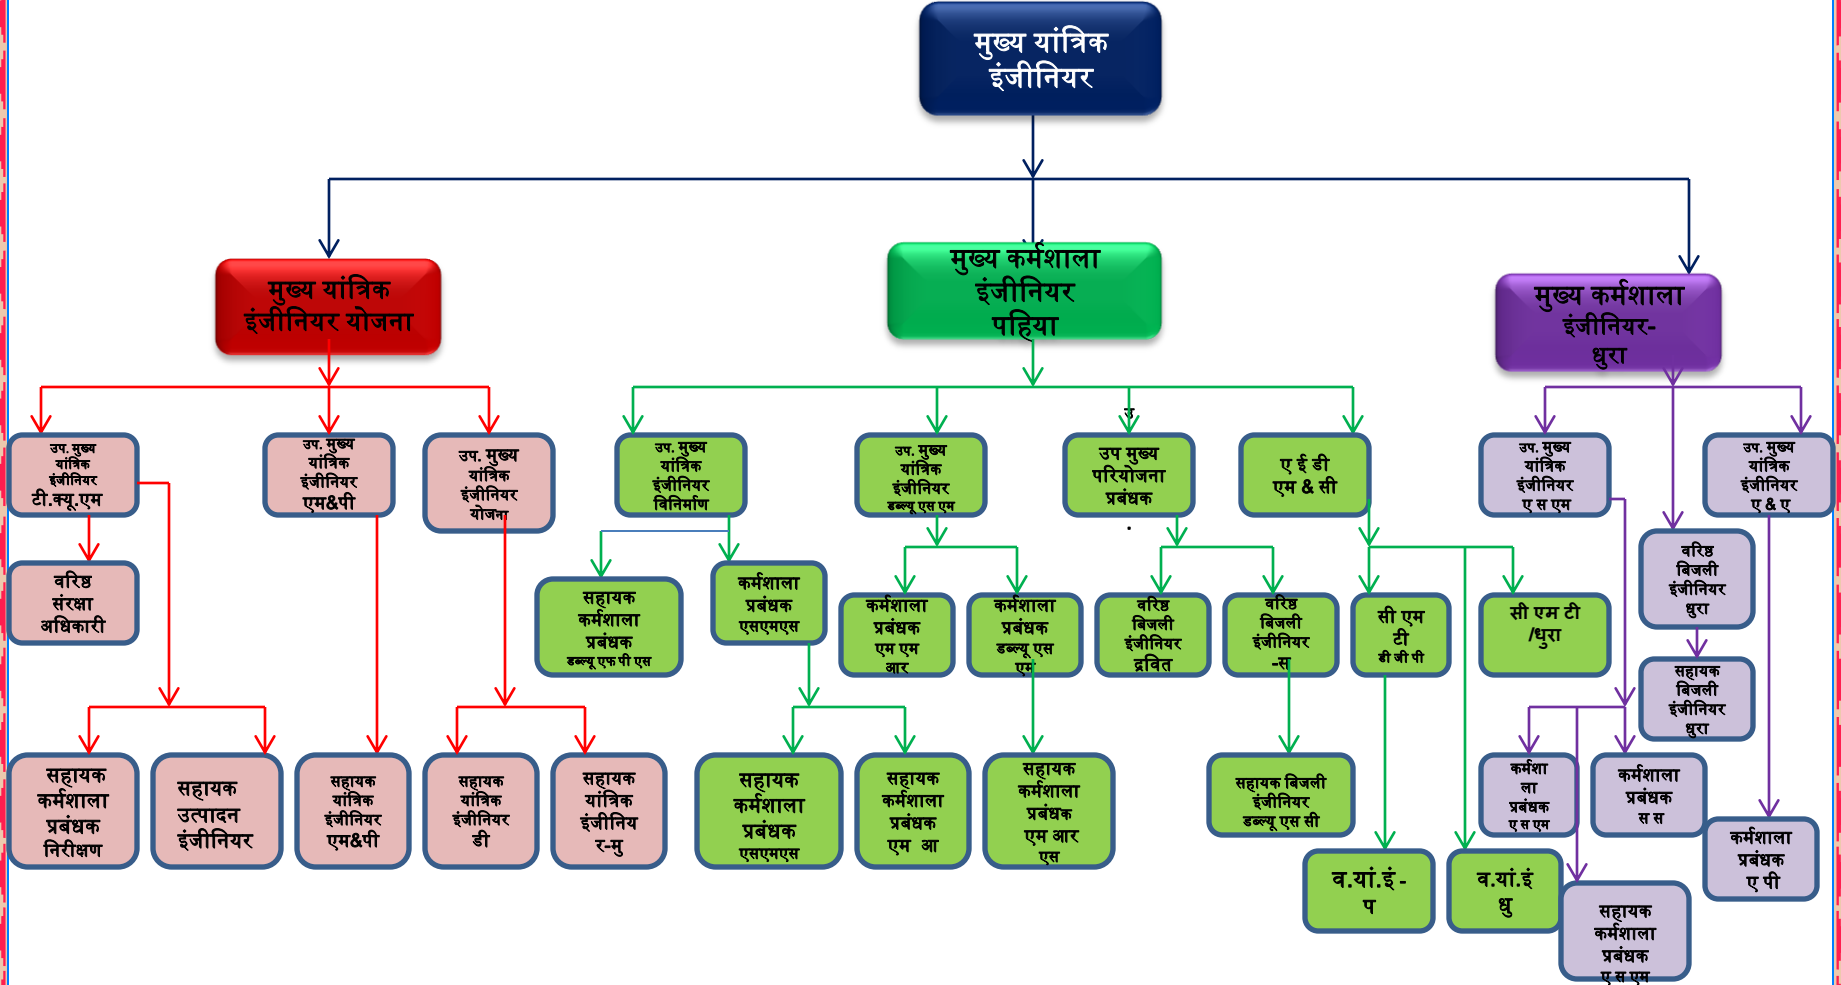 मुख्य यांत्रिक
इंजीनियर
मुख्य यांत्रिक
इंजीनियर योजना
मुख्य कर्मशाला
इंजीनियर
पहिया
मुख्य कर्मशाला
इंजीनियर-
धुरा
उ
उप. मुख्य
यांत्रिक
इंजीनियर
टी.क्यू.एम
उप. मुख्य
यांत्रिक
इंजीनियर
एम&पी
उप. मुख्य
यांत्रिक
इंजीनियर
योजना
उप. मुख्य
यांत्रिक
इंजीनियर
विनिर्माण
उप. मुख्य
यांत्रिक
इंजीनियर
डब्ल्यू एस एम
उप मुख्य
परियोजना
प्रबंधक
.
ए ई डी
एम & सी
उप. मुख्य
यांत्रिक
इंजीनियर
ए स एम
उप. मुख्य
यांत्रिक
इंजीनियर
ए & ए
वरिष्ठ
संरक्षा
अधिकारी
सहायक
कर्मशाला
प्रबंधक
डब्ल्यू एफ पी एस
कर्मशाला
प्रबंधक
एसएमएस
कर्मशाला
प्रबंधक
एम एम
आर
कर्मशाला
प्रबंधक
डब्ल्यू एस
एम
वरिष्ठ
बिजली
इंजीनियर
द्रवित
वरिष्ठ
बिजली
इंजीनियर
-स
सी एम
टी
डी जी पी
सी एम टी
/धुरा
वरिष्ठ
बिजली
इंजीनियर
धुरा
सहायक
बिजली
इंजीनियर
धुरा
सहायक
कर्मशाला
प्रबंधक
निरीक्षण
सहायक
उत्पादन
इंजीनियर
सहायक
यांत्रिक
इंजीनियर
एम&पी
सहायक
यांत्रिक
इंजीनियर
डी
सहायक
यांत्रिक
इंजीनिय
र-मु
सहायक
कर्मशाला
प्रबंधक
एसएमएस
सहायक
कर्मशाला
प्रबंधक
एम आ
सहायक
कर्मशाला
प्रबंधक
एम आर
एस
सहायक बिजली
इंजीनियर
डब्ल्यू एस सी
कर्मशा
ला
प्रबंधक
ए स एम
कर्मशाला
प्रबंधक
स स
कर्मशाला
प्रबंधक
ए पी
व.यां.इं -
प
व.यां.इं
धु
सहायक
कर्मशाला
प्रबंधक
ए स एम